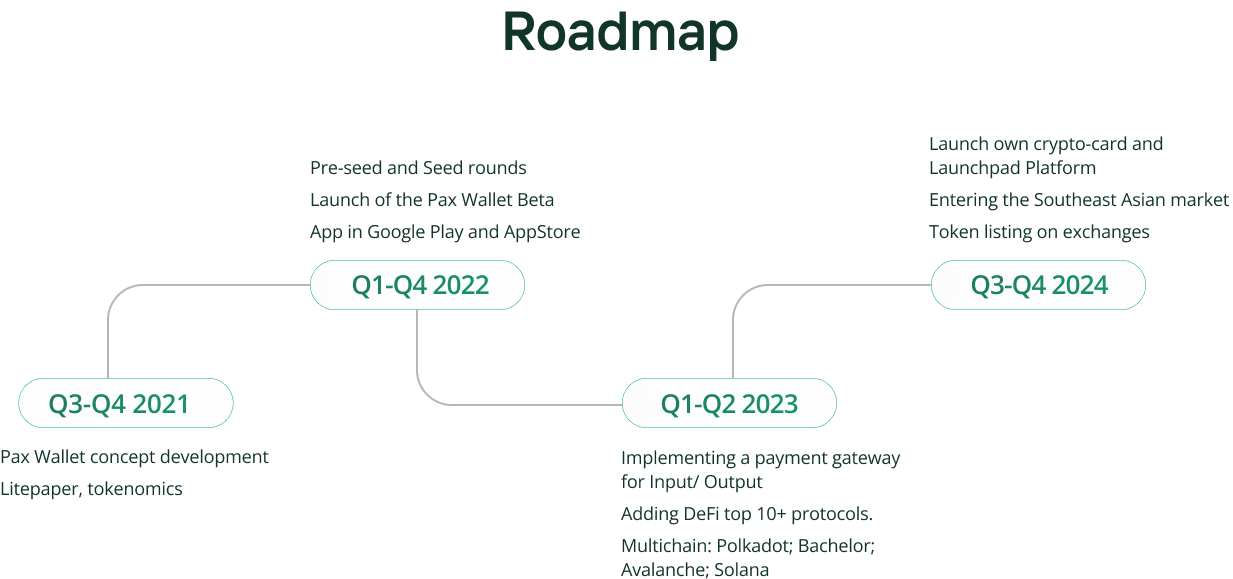 Roadmap
Pre-seed and Seed rounds
Launch of the Pax Wallet Beta
App in Google Play and AppStore
Q1-Q4 2022
Launch own crypto-card and
Launchpad Platform
Entering the Southeast Asian market
Token listing on exchanges
Q3-Q4 2024
Q3-Q4 2021
Pax Wallet concept development
Litepaper, tokenomics
Q1-Q2 2023
Implementing a payment gateway
for Input/ Output
Adding DeFi top 10+ protocols.
Multichain: Polkadot; Bachelor;
Avalanche; Solana